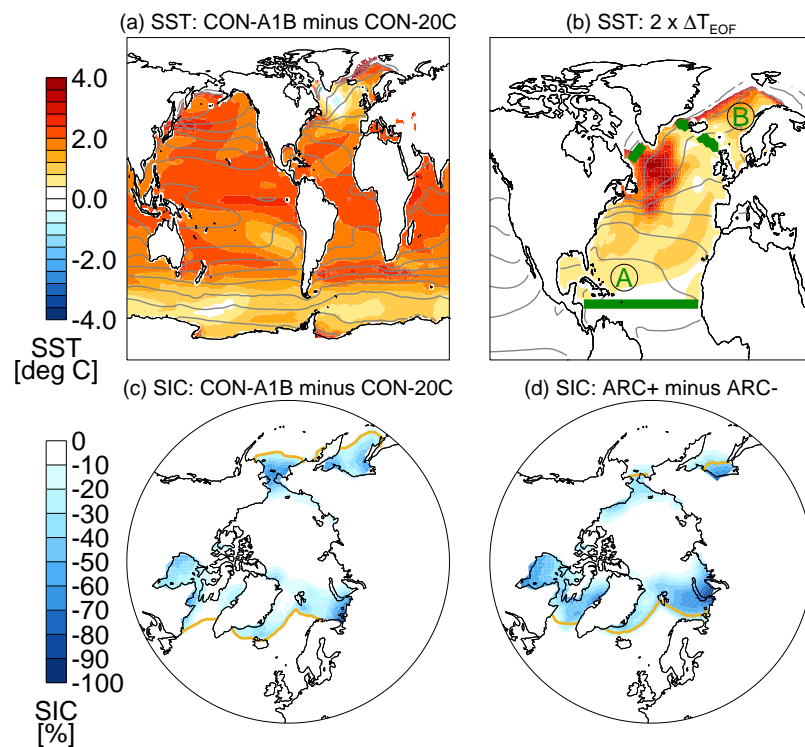 (a) SST: CON-A1B minus CON-20C
(b) SST: 2 x ΔT_EOF
4.0
2.0
0.0
-2.0
-4.0
SST
[deg C]
B
A
(c) SIC: CON-A1B minus CON-20C
(d) SIC: ARC+ minus ARC-
0
-10
-20
-30
-40
-50
-60
-70
-80
-90
-100
SIC
[%]